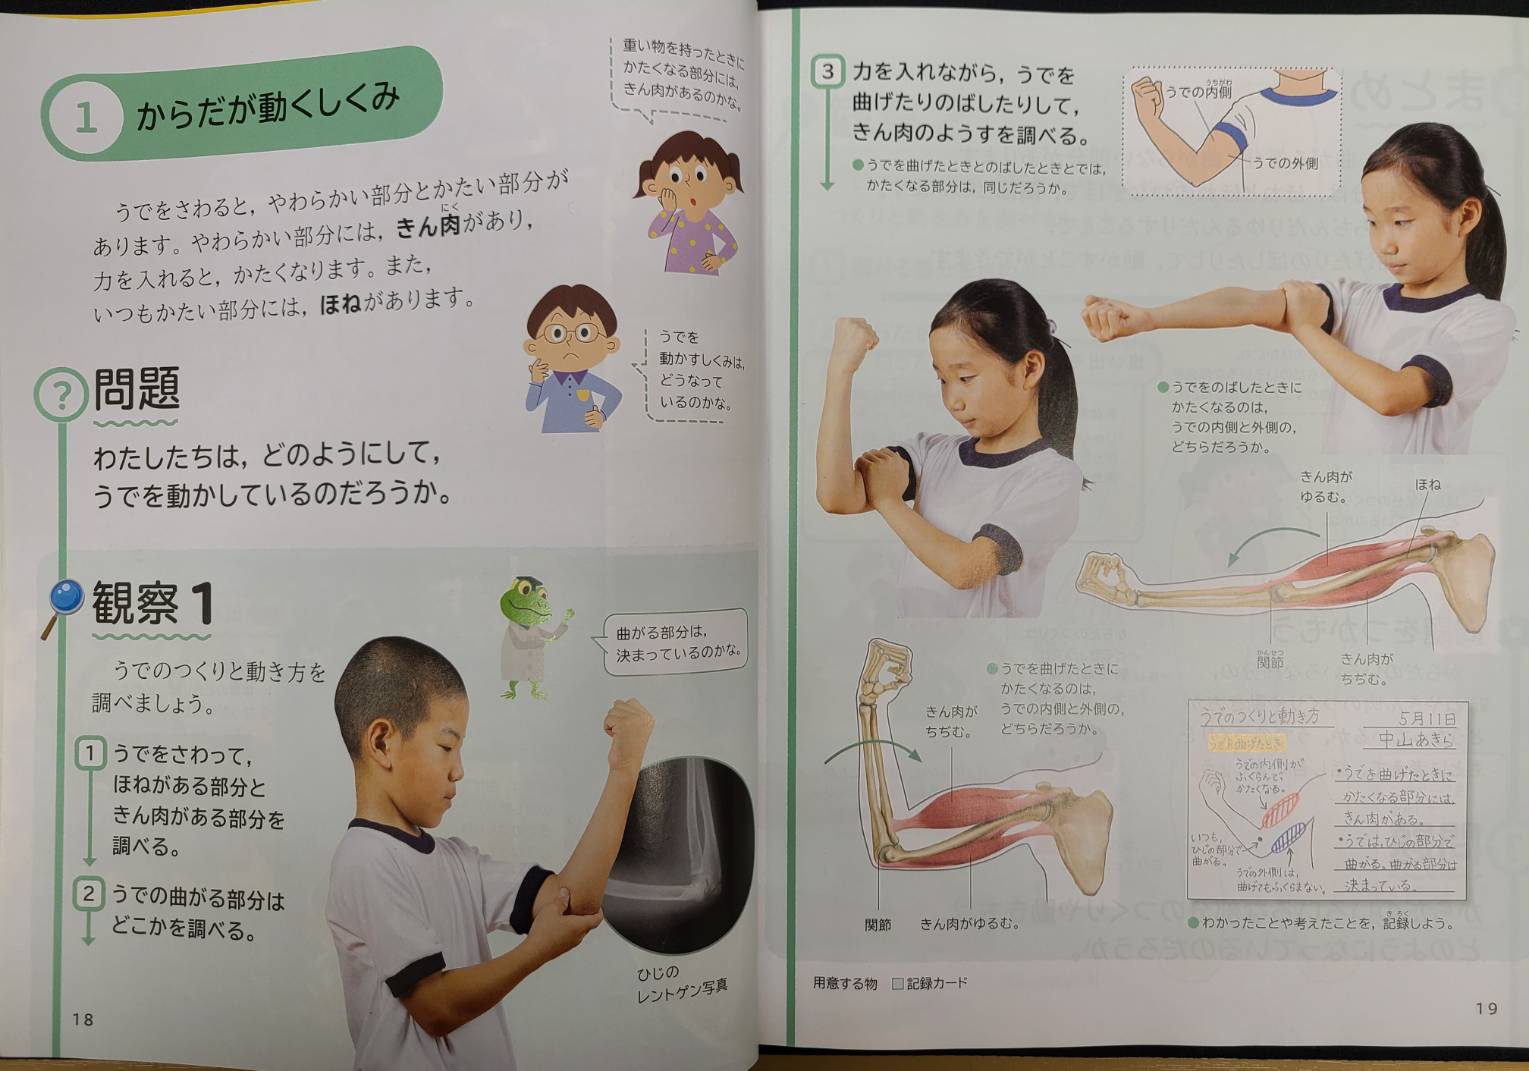 1 からだが動くしくみ
うでをさわると，やわらかい部分とかたい部分が
あります。やわらかい部分には，きん肉があり，
にく
力を入れると，かたくなります。また，
いつもかたい部分には，ほねがあります。
重い物を持ったときに
かたくなる部分には，
きん肉があるのかな。
うでを
動かすしくみは，
どうなって
いるのかな。
? 問題
わたしたちは，どのようにして，
うでを動かしているのだろうか。
観察1
うでのつくりと動き方を
調べましょう。
曲がる部分は，
決まっているのかな。
1 うでをさわって，
ほねがある部分と
きん肉がある部分を
調べる。
2 うでの曲がる部分は
どこかを調べる。
ひじの
レントゲン写真
18
3 力を入れながら，うでを
曲げたりのばしたりして，
きん肉のようすを調べる。
●うでを曲げたときとのばしたときとでは，
かたくなる部分は，同じだろうか。
うちがわ
うでの内側
うでの外側
●うでをのばしたときに
かたくなるのは，
うでの内側と外側の，
どちらだろうか。
きん肉が
ゆるむ。
ほね
かんせつ
関節
きん肉が
ちぢむ。
●うでを曲げたときに
かたくなるのは，
うでの内側と外側の，
どちらだろうか。
きん肉が
ちぢむ。
関節
きん肉がゆるむ。
うでのつくりと動き方
5月11日
中山あきら
うでを曲げたとき
うでの内側が
ふくらんで，
かたくなる。
いつも，
ひじの部分で
曲がる。
うでの外側は，
曲げてもふくらまない。
•うでを曲げたときに
かたくなる部分には，
きん肉がある。
•うでは，ひじの部分で
曲がる。曲がる部分は
決まっている。
●わかったことや考えたことを，記録しよう。
きろく
用意する物 □記録カード
19